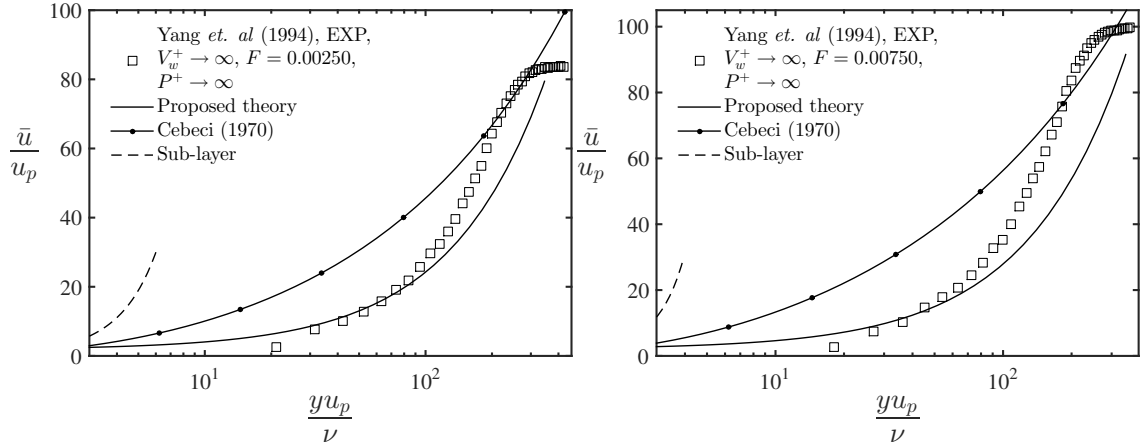 Yang et. al (1994), EXP,
V_w^+ → ∞, F = 0.00250,
P^+ → ∞
Proposed theory
Cebeci (1970)
Sub-layer
100
80
60
40
20
0
ū/u_p
10^1
10^2
yu_p/ν
Yang et. al (1994), EXP,
V_w^+ → ∞, F = 0.00750,
P^+ → ∞
Proposed theory
Cebeci (1970)
Sub-layer
100
80
60
40
20
0
ū/u_p
10^1
10^2
yu_p/ν